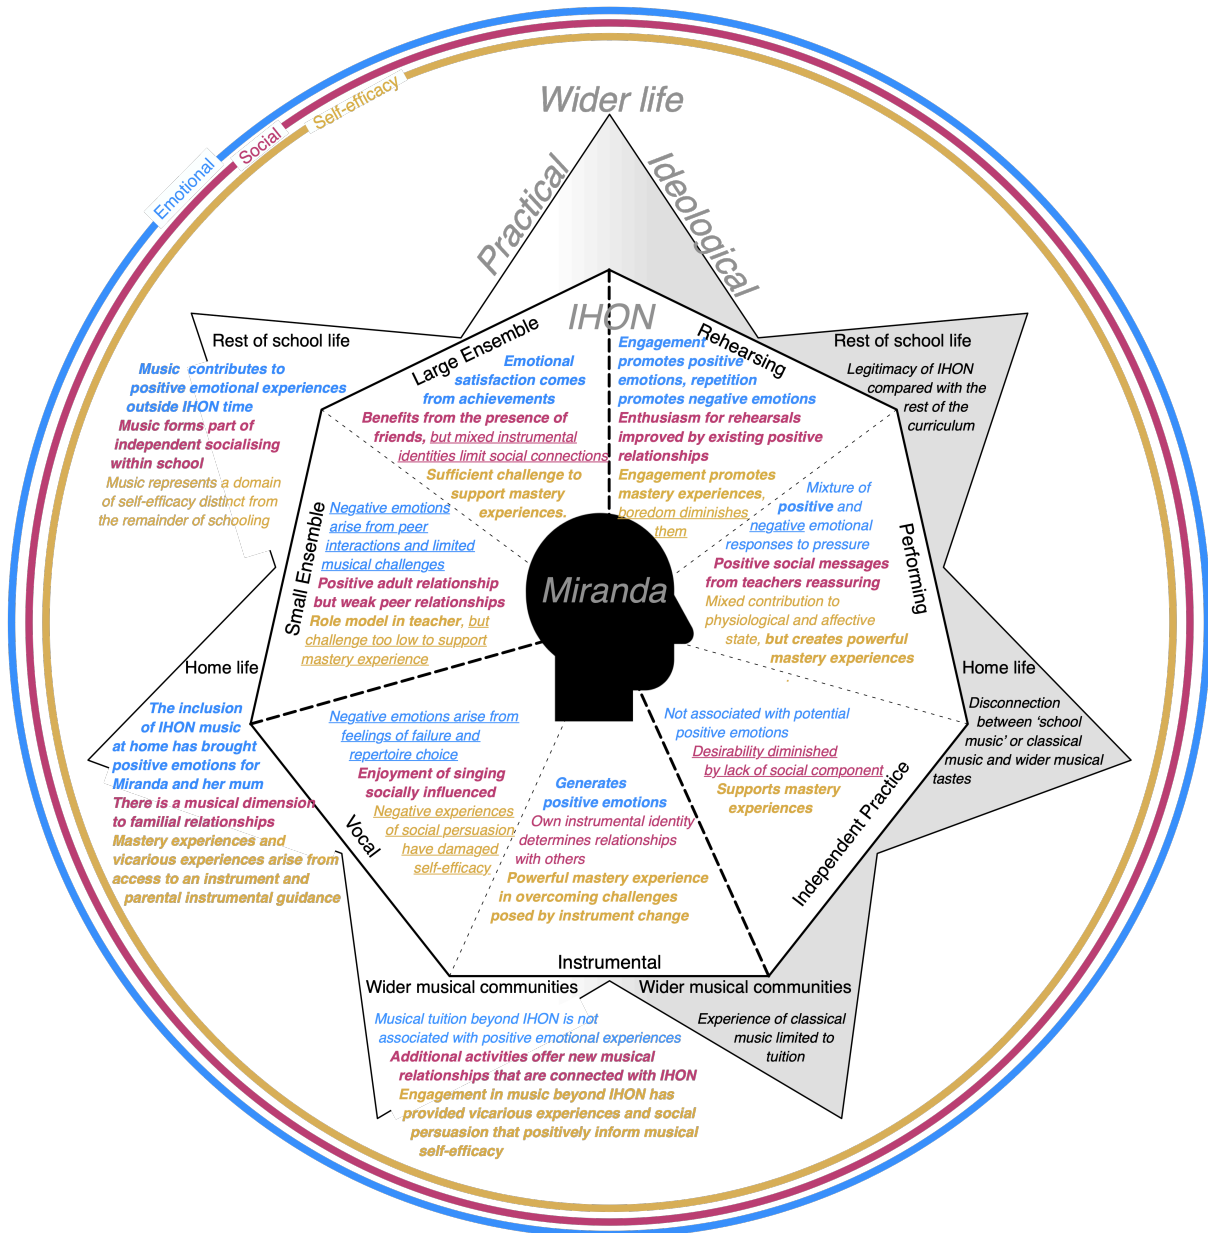 Wider life
Practical
Ideological
Emotional
Social
Self-efficacy
IHON
Large Ensemble
Emotional
satisfaction comes
from achievements
Benefits from the presence of
friends, but mixed instrumental
identities limit social connections
Sufficient challenge to
support mastery
experiences.
Rehearsing
Engagement
promotes positive
emotions, repetition
promotes negative emotions
Enthusiasm for rehearsals
improved by existing positive
relationships
Engagement promotes
mastery experiences,
boredom diminishes
them
Rest of school life
Music contributes to
positive emotional experiences
outside IHON time
Music forms part of
independent socialising
within school
Music represents a domain
of self-efficacy distinct from
the remainder of schooling
Rest of school life
Legitimacy of IHON
compared with the
rest of the
curriculum
Small Ensemble
Negative emotions
arise from peer
interactions and limited
musical challenges
Positive adult relationship
but weak peer relationships
Role model in teacher, but
challenge too low to support
mastery experience
Miranda
Performing
Mixture of
positive and
negative emotional
responses to pressure
Positive social messages
from teachers reassuring
Mixed contribution to
physiological and affective
state, but creates powerful
mastery experiences
Home life
The inclusion
of IHON music
at home has brought
positive emotions for
Miranda and her mum
There is a musical dimension
to familial relationships
Mastery experiences and
vicarious experiences arise from
access to an instrument and
parental instrumental guidance
Home life
Disconnection
between ‘school
music’ or classical
music and wider musical
tastes
Vocal
Negative emotions arise from
feelings of failure and
repertoire choice
Enjoyment of singing
socially influenced
Negative experiences
of social persuasion
have damaged
self-efficacy
Instrumental
Generates
positive emotions
Own instrumental identity
determines relationships
with others
Powerful mastery experience
in overcoming challenges
posed by instrument change
Independent Practice
Not associated with potential
positive emotions
Desirability diminished
by lack of social component
Supports mastery
experiences
Wider musical communities
Musical tuition beyond IHON is not
associated with positive emotional experiences
Additional activities offer new musical
relationships that are connected with IHON
Engagement in music beyond IHON has
provided vicarious experiences and social
persuasion that positively inform musical
self-efficacy
Wider musical communities
Experience of classical
music limited to
tuition